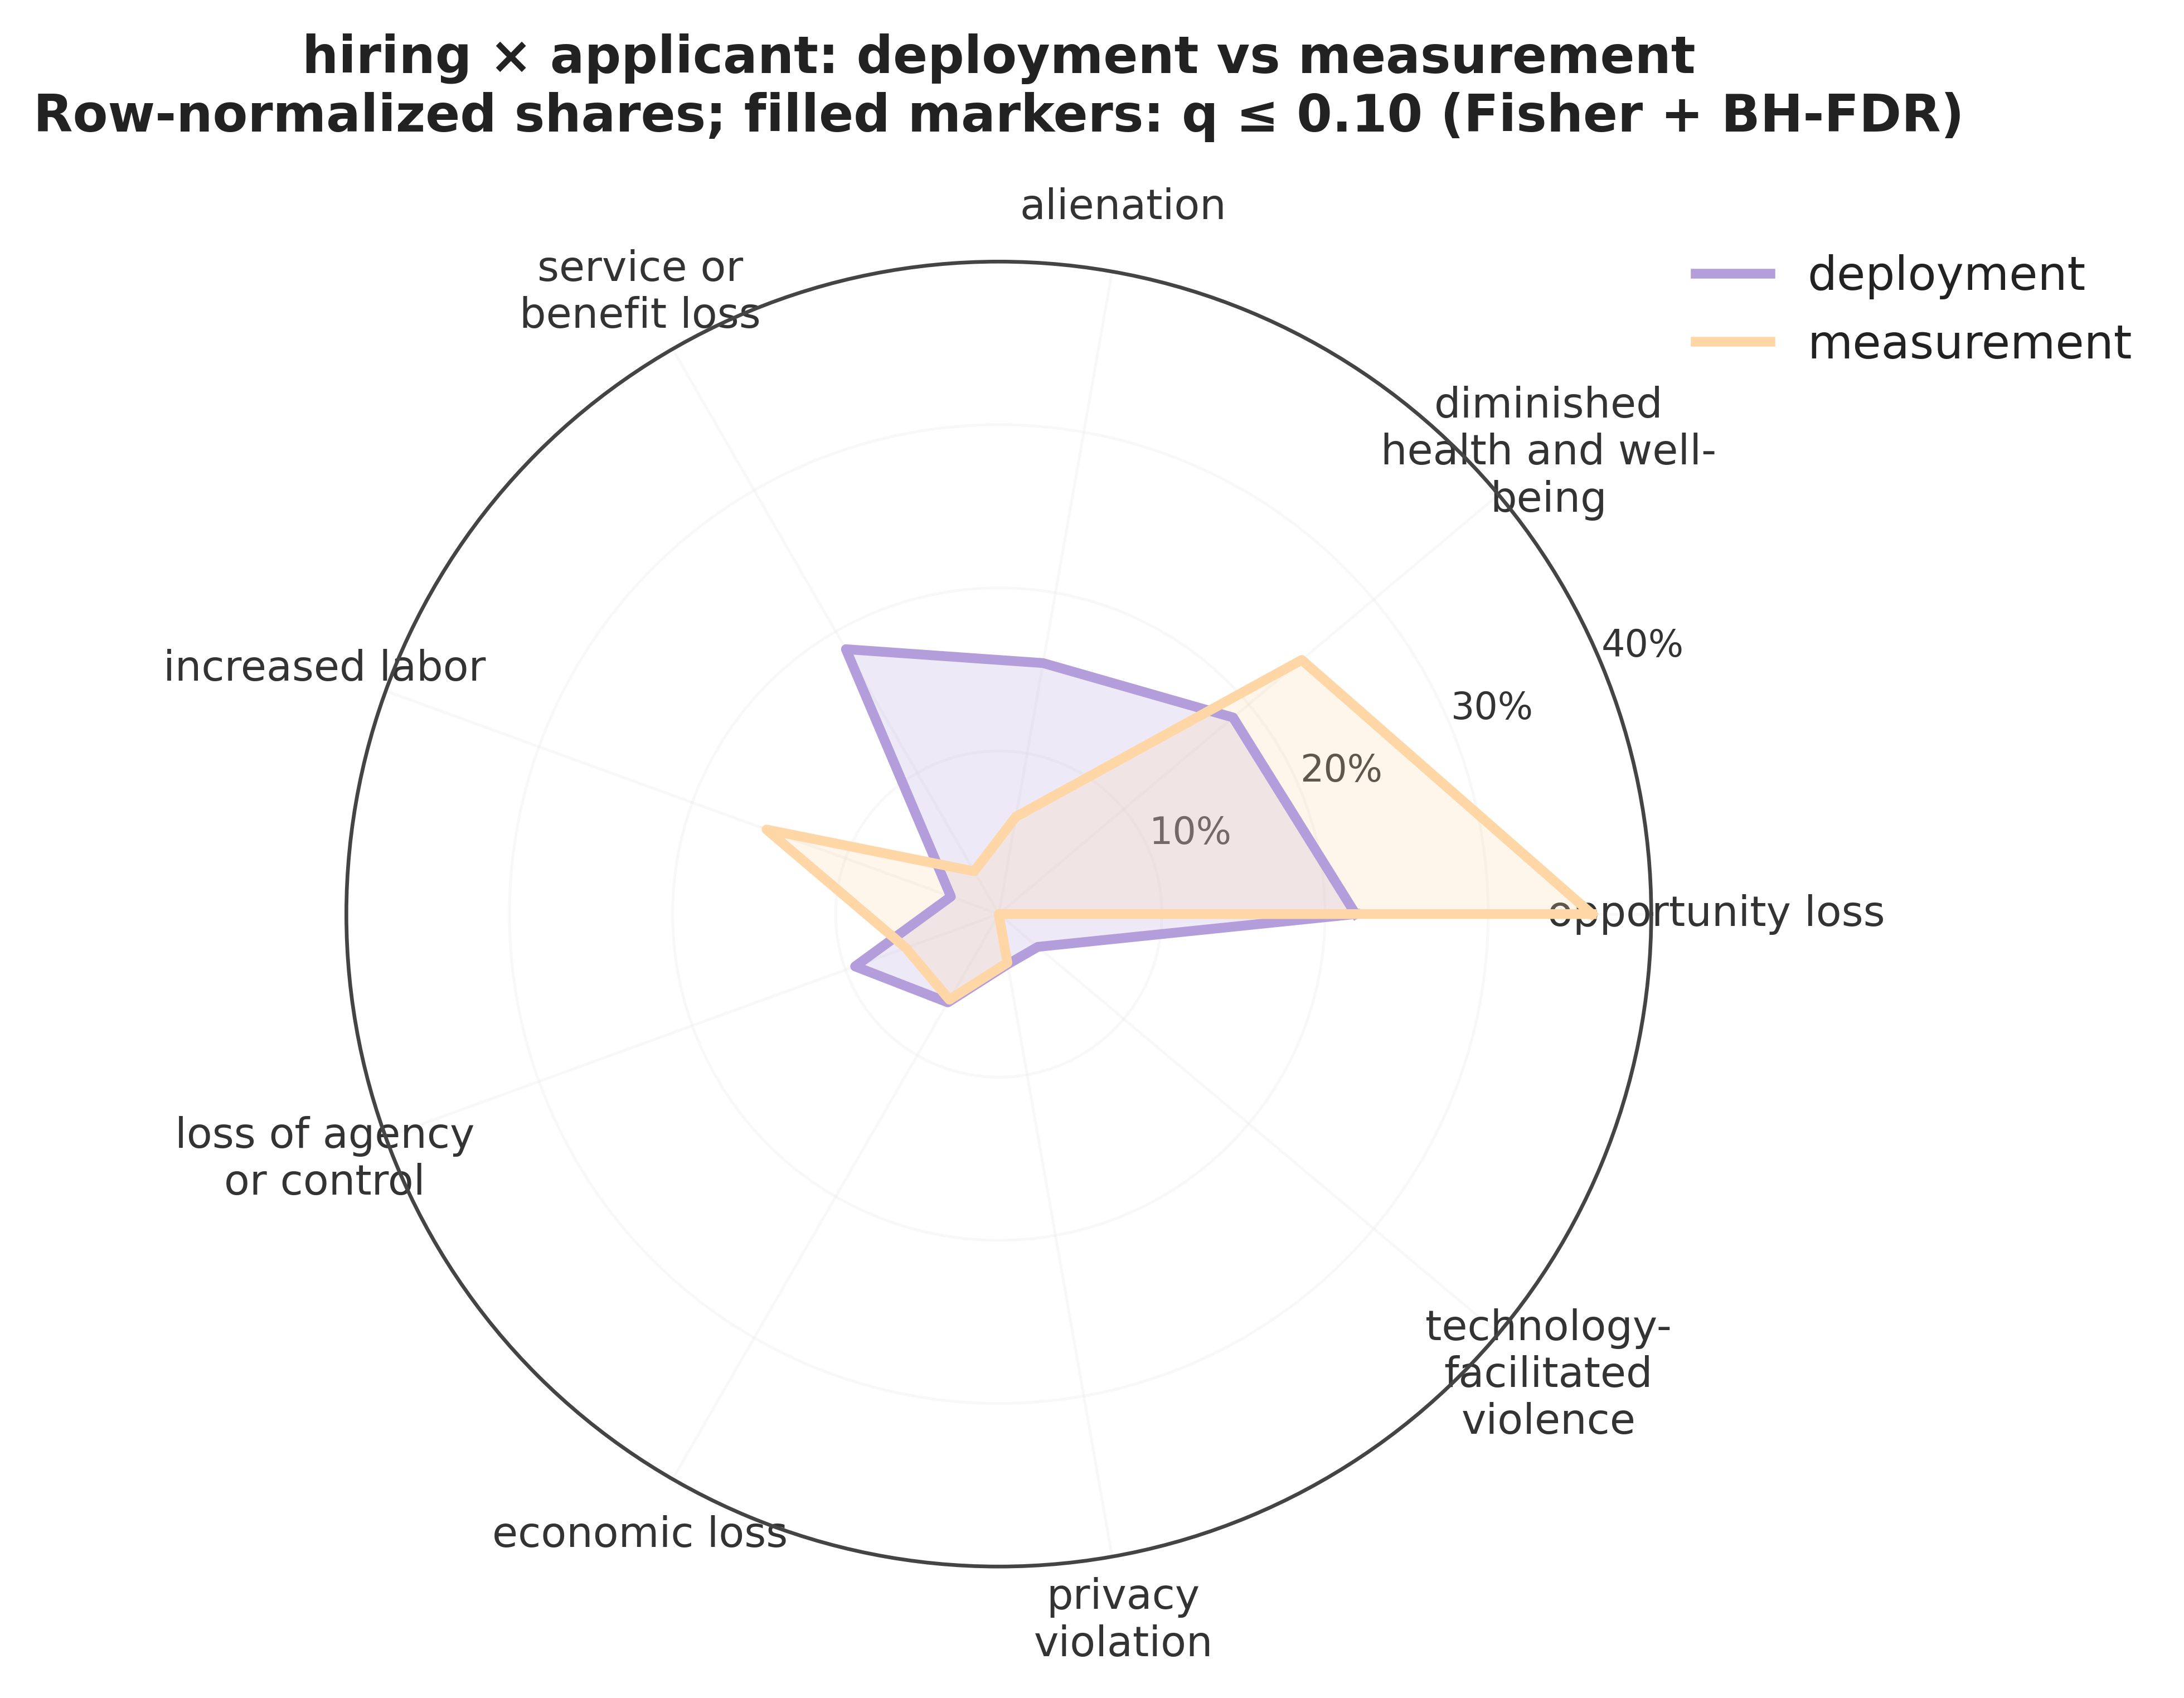 hiring × applicant: deployment vs measurement
Row-normalized shares; filled markers: q ≤ 0.10 (Fisher + BH-FDR)
alienation
service or
benefit loss
deployment
measurement
diminished
health and well-
being
increased labor
40%
30%
20%
10%
opportunity loss
loss of agency
or control
technology-
facilitated
violence
economic loss
privacy
violation